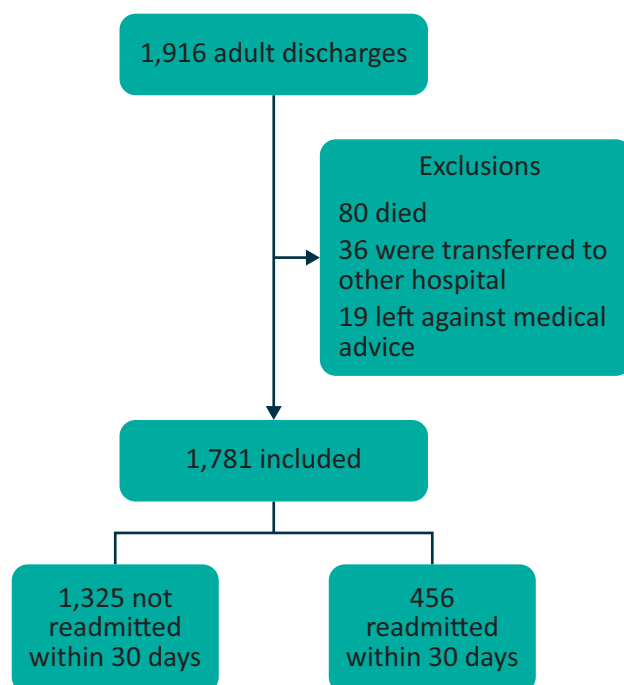 1,916 adult discharges
Exclusions
80 died
36 were transferred to
other hospital
19 left against medical
advice
1,781 included
1,325 not
readmitted
within 30 days
456
readmitted
within 30 days